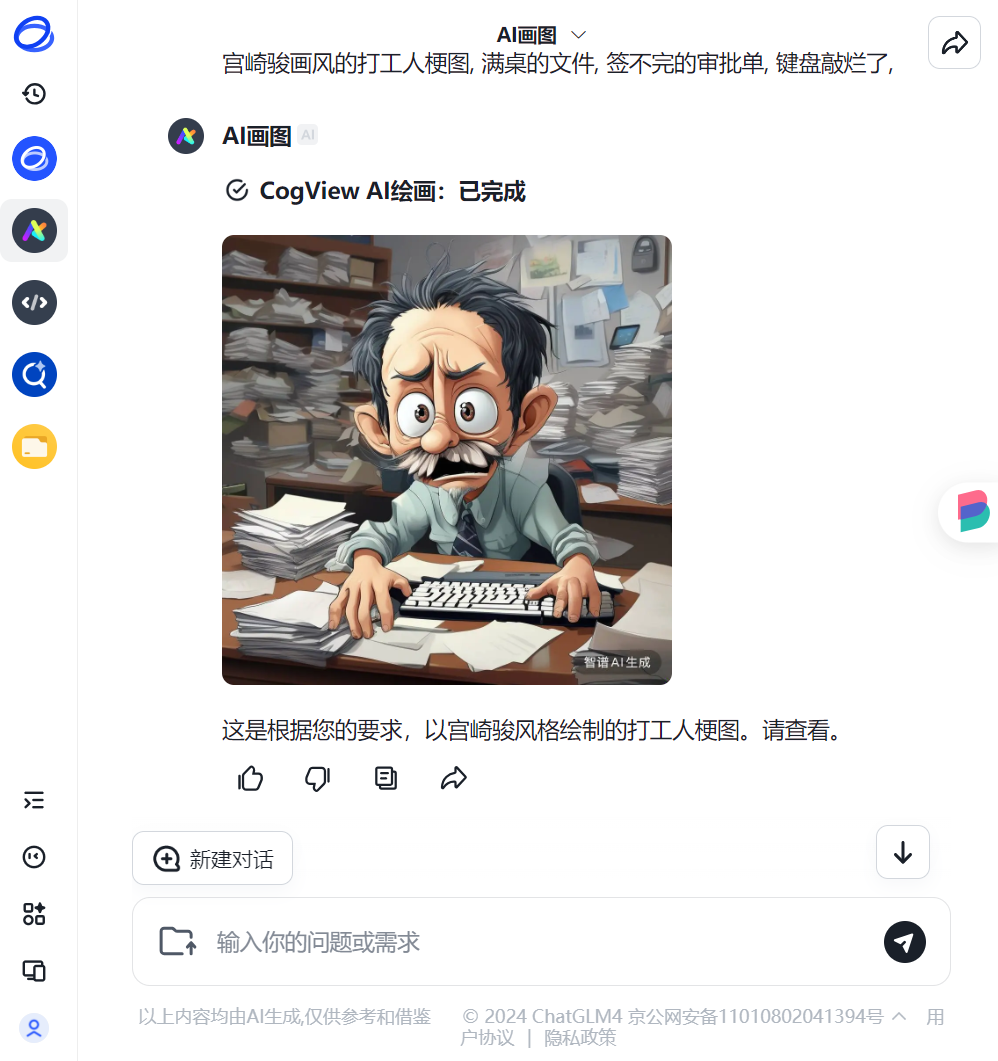 AI画图
宫崎骏画风的打工人梗图, 满桌的文件, 签不完的审批单, 键盘敲烂了,
AI画图 AI
CogView AI绘画：已完成
智谱AI生成
这是根据您的要求，以宫崎骏风格绘制的打工人梗图。请查看。
新建对话
输入你的问题或需求
以上内容均由AI生成,仅供参考和借鉴 © 2024 ChatGLM4 京公网安备11010802041394号 用
户协议 | 隐私政策